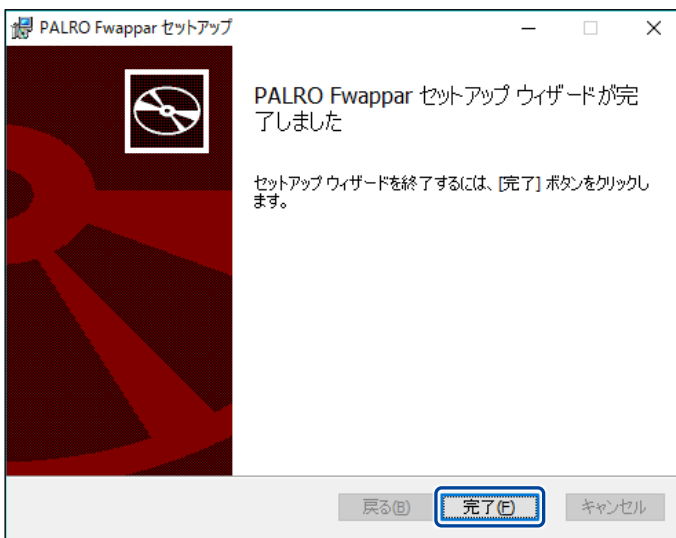 PALRO Fwappar セットアップ
PALRO Fwappar セットアップ ウィザードが完
了しました
セットアップ ウィザードを終了するには、[完了] ボタンをクリックし
ます。
戻る(B) 完了(F) キャンセル